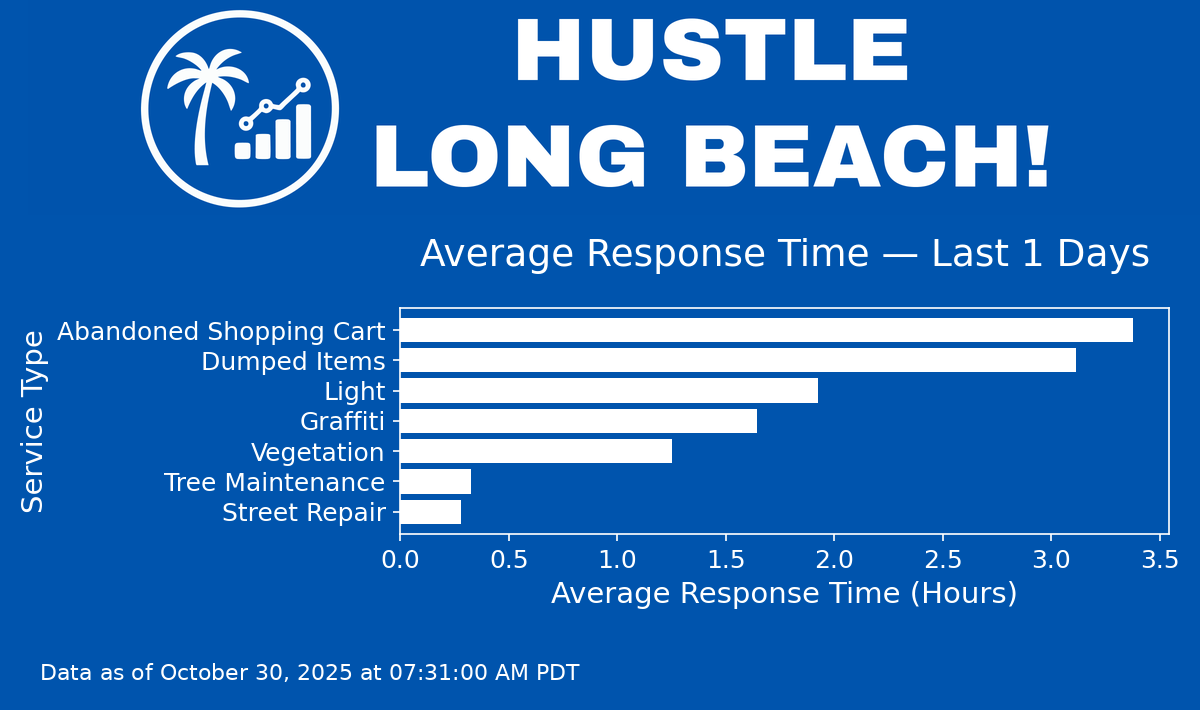 HUSTLE
LONG BEACH!
Average Response Time — Last 1 Days
Service Type
Abandoned Shopping Cart
Dumped Items
Light
Graffiti
Vegetation
Tree Maintenance
Street Repair
0.0 0.5 1.0 1.5 2.0 2.5 3.0 3.5
Average Response Time (Hours)
Data as of October 30, 2025 at 07:31:00 AM PDT